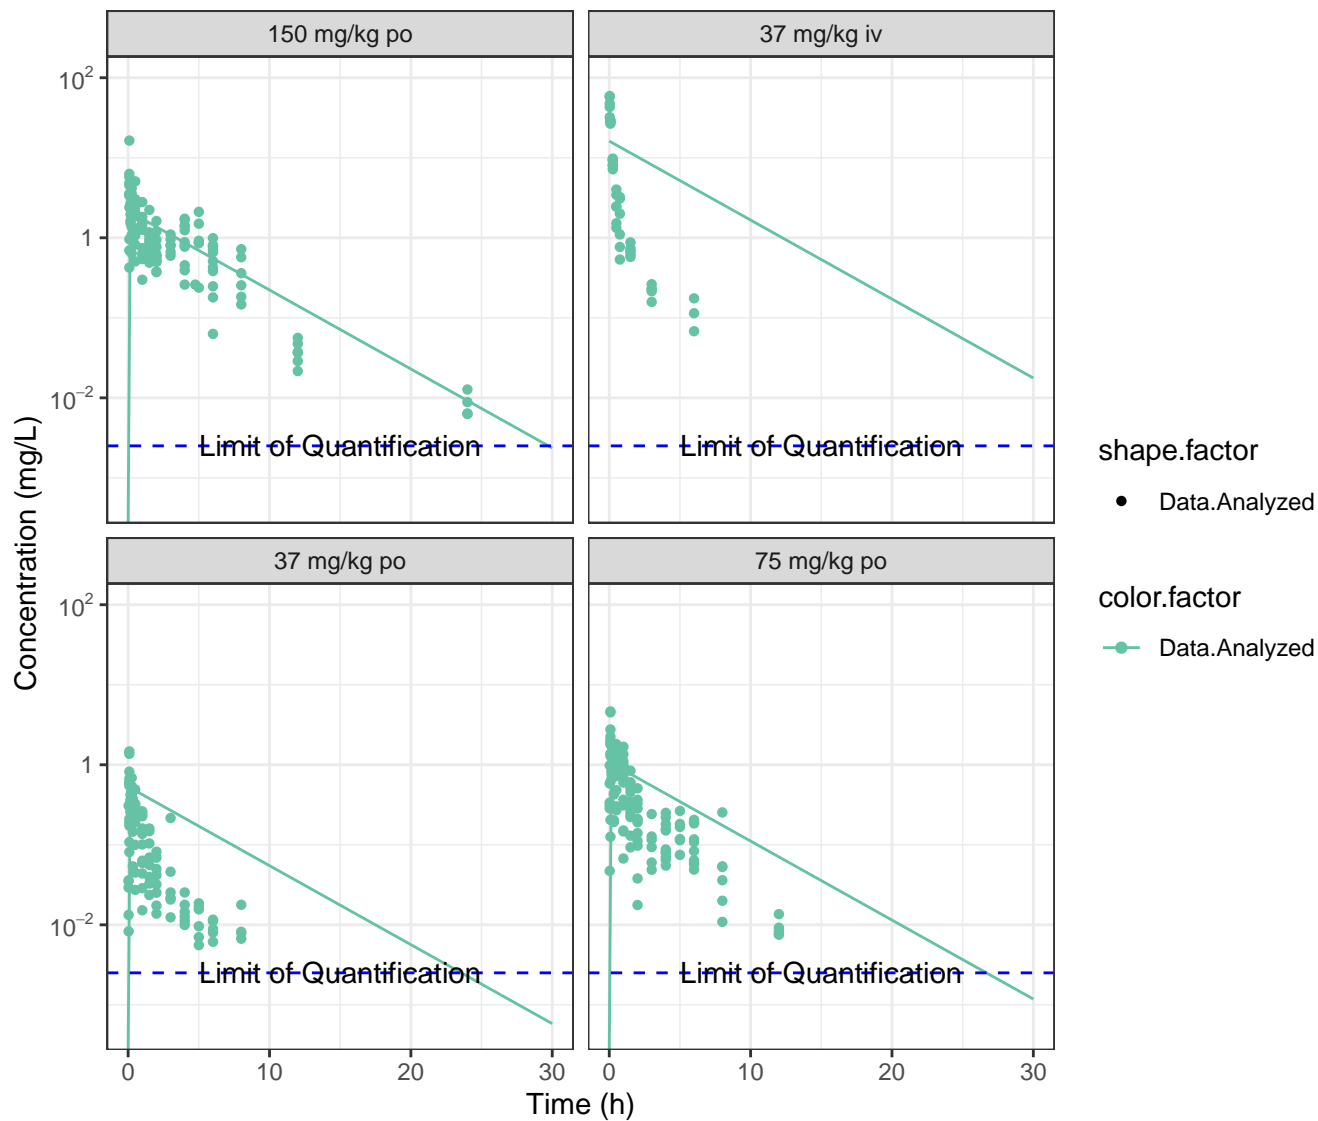 150 mg/kg po
37 mg/kg iv
10²
1
10⁻²
Limit of Quantification
Limit of Quantification
37 mg/kg po
75 mg/kg po
10²
1
10⁻²
Limit of Quantification
Limit of Quantification
0 10 20 30
0 10 20 30
Time (h)
Concentration (mg/L)
shape.factor
Data.Analyzed
color.factor
Data.Analyzed